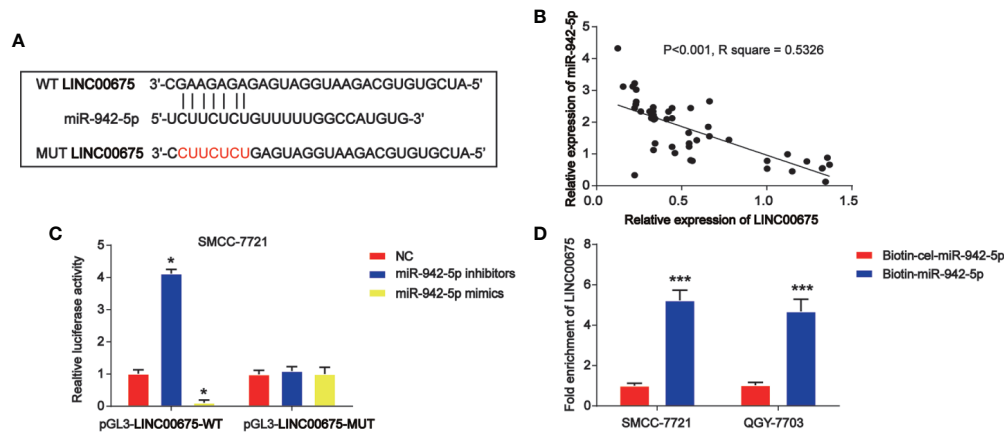 A
WT LINC00675 3'-CGAAGAGAGAGUAGGUAAGACGUGUGCUA-5'
miR-942-5p 5'-UCUUCUCUGUUUUUGGCCAUGUG-3'
MUT LINC00675 3'-CCUUCUCUGAGUAGGUAAGACGUGUGCUA-5'
B
Relative expression of miR-942-5p
5
4
3
2
1
0
P<0.001, R square = 0.5326
0.0 0.5 1.0 1.5
Relative expression of LINC00675
C
SMCC-7721
Realtive luciferase activity
5
4
3
2
1
0
* *
NC
miR-942-5p inhibitors
miR-942-5p mimics
pGL3-LINC00675-WT pGL3-LINC00675-MUT
D
Fold enrichment of LINC00675
8
6
4
2
0
*** ***
Biotin-cel-miR-942-5p
Biotin-miR-942-5p
SMCC-7721 QGY-7703